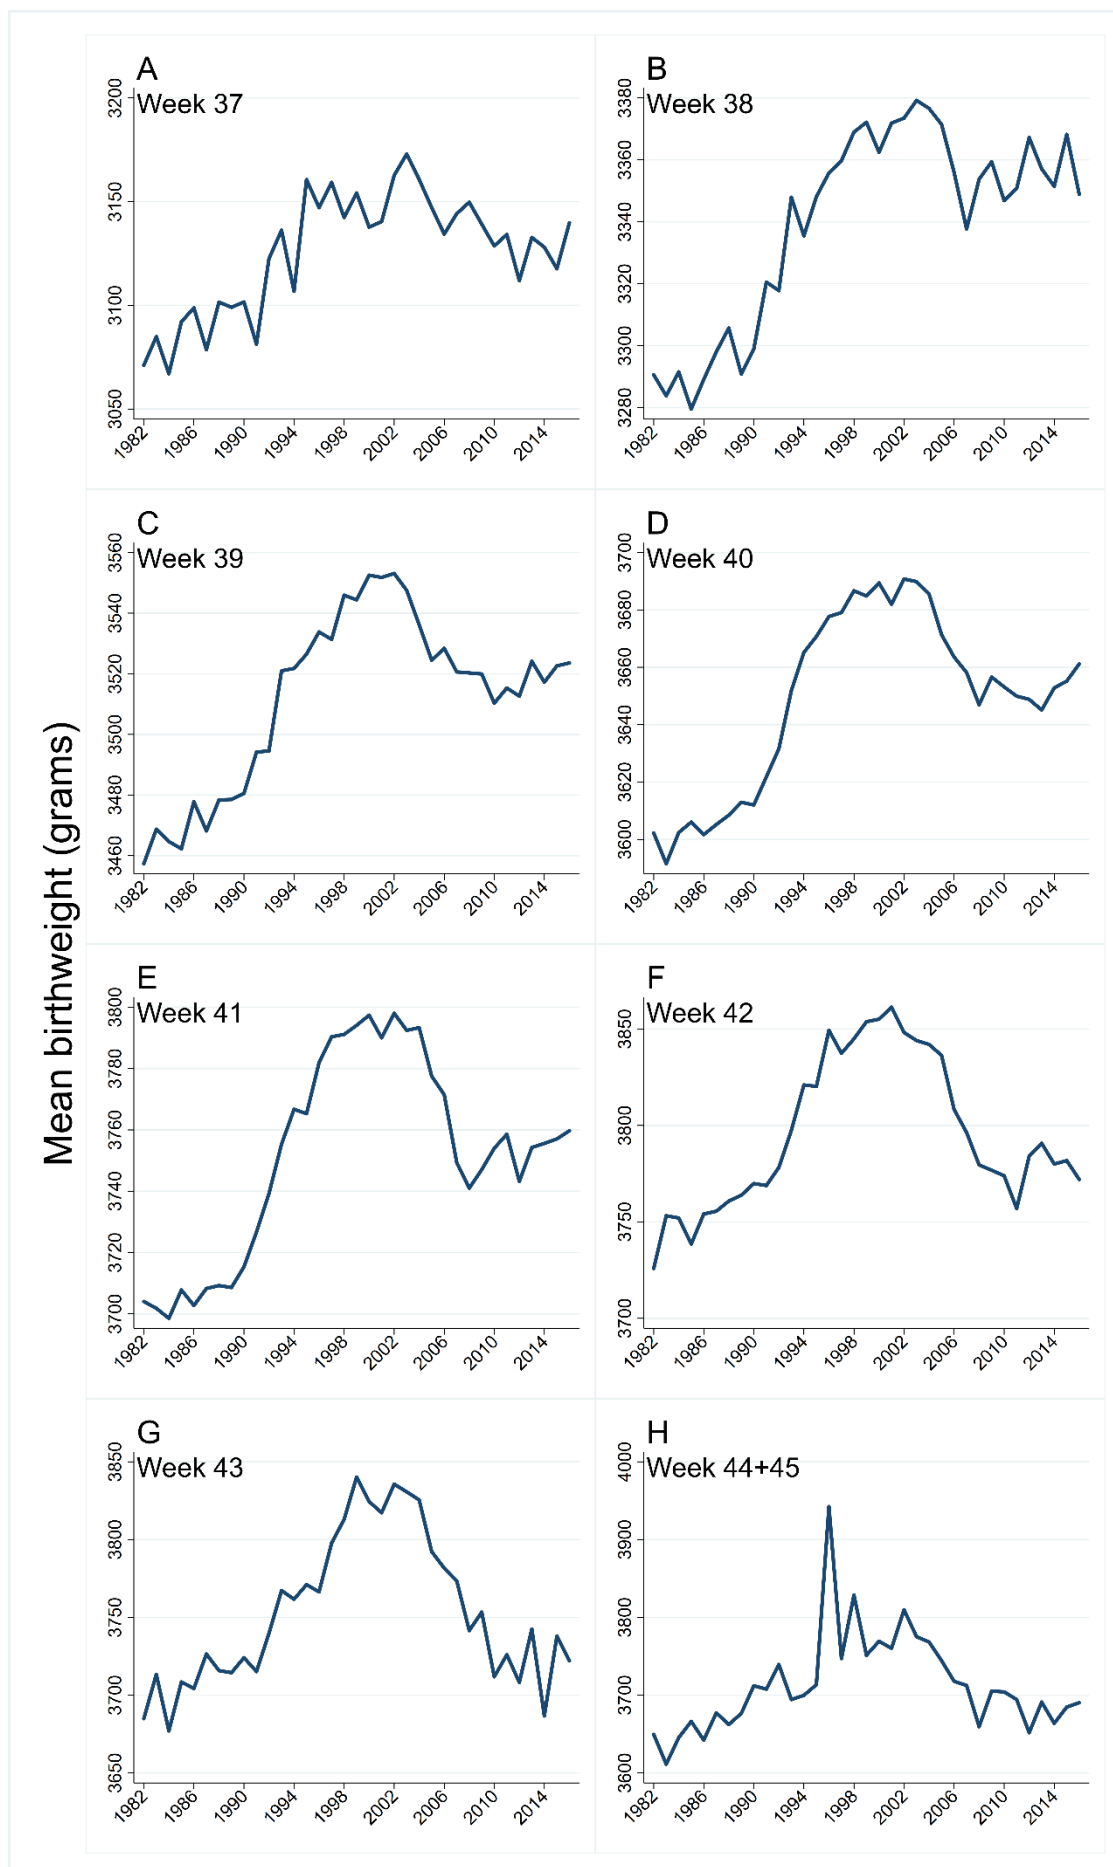 Mean birthweight (grams)
A
Week 37
3200
3150
3100
3050
1982 1986 1990 1994 1998 2002 2006 2010 2014
B
Week 38
3380
3360
3340
3320
3300
3280
1982 1986 1990 1994 1998 2002 2006 2010 2014
C
Week 39
3560
3540
3520
3500
3480
3460
1982 1986 1990 1994 1998 2002 2006 2010 2014
D
Week 40
3700
3680
3660
3640
3620
3600
1982 1986 1990 1994 1998 2002 2006 2010 2014
E
Week 41
3800
3780
3760
3740
3720
3700
1982 1986 1990 1994 1998 2002 2006 2010 2014
F
Week 42
3850
3800
3750
3700
1982 1986 1990 1994 1998 2002 2006 2010 2014
G
Week 43
3850
3800
3750
3700
3650
1982 1986 1990 1994 1998 2002 2006 2010 2014
H
Week 44+45
4000
3900
3800
3700
3600
1982 1986 1990 1994 1998 2002 2006 2010 2014